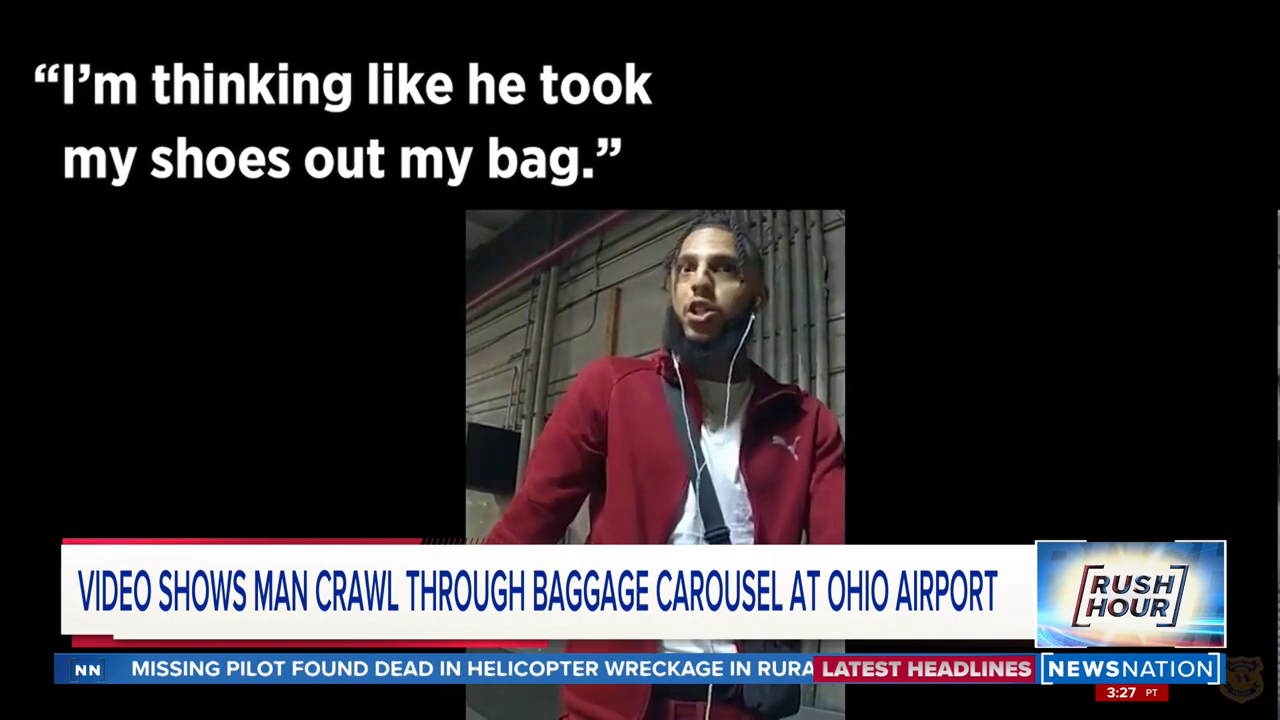 “I’m thinking like he took
my shoes out my bag.”
VIDEO SHOWS MAN CRAWL THROUGH BAGGAGE CAROUSEL AT OHIO AIRPORT
RUSH
HOUR
NN MISSING PILOT FOUND DEAD IN HELICOPTER WRECKAGE IN RURA
LATEST HEADLINES
NEWSNATION
3:27 PT